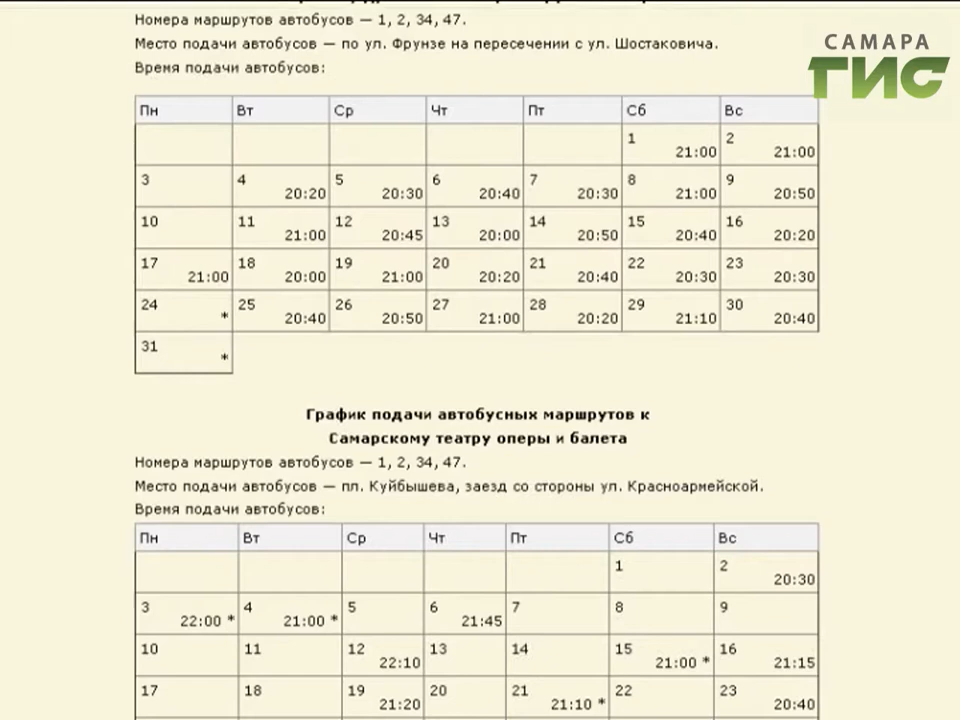 Номера маршрутов автобусов — 1, 2, 34, 47.
Место подачи автобусов — по ул. Фрунзе на пересечении с ул. Шостаковича.
Время подачи автобусов:
САМАРА
ГИС
Пн Вт Ср Чт Пт Сб Вс
1 21:00 2 21:00
3 4 20:20 5 20:30 6 20:40 7 20:30 8 21:00 9 20:50
10 11 21:00 12 20:45 13 20:00 14 20:50 15 20:40 16 20:20
17 21:00 18 20:00 19 21:00 20 20:20 21 20:40 22 20:30 23 20:30
24 * 25 20:40 26 20:50 27 21:00 28 20:20 29 21:10 30 20:40
31 *
График подачи автобусных маршрутов к
Самарскому театру оперы и балета
Номера маршрутов автобусов — 1, 2, 34, 47.
Место подачи автобусов — пл. Куйбышева, заезд со стороны ул. Красноармейской.
Время подачи автобусов:
Пн Вт Ср Чт Пт Сб Вс
1 2 20:30
3 22:00 * 4 21:00 * 5 6 21:45 7 8 9
10 11 12 22:10 13 14 15 21:00 * 16 21:15
17 18 19 21:20 20 21 21:10 * 22 23 20:40